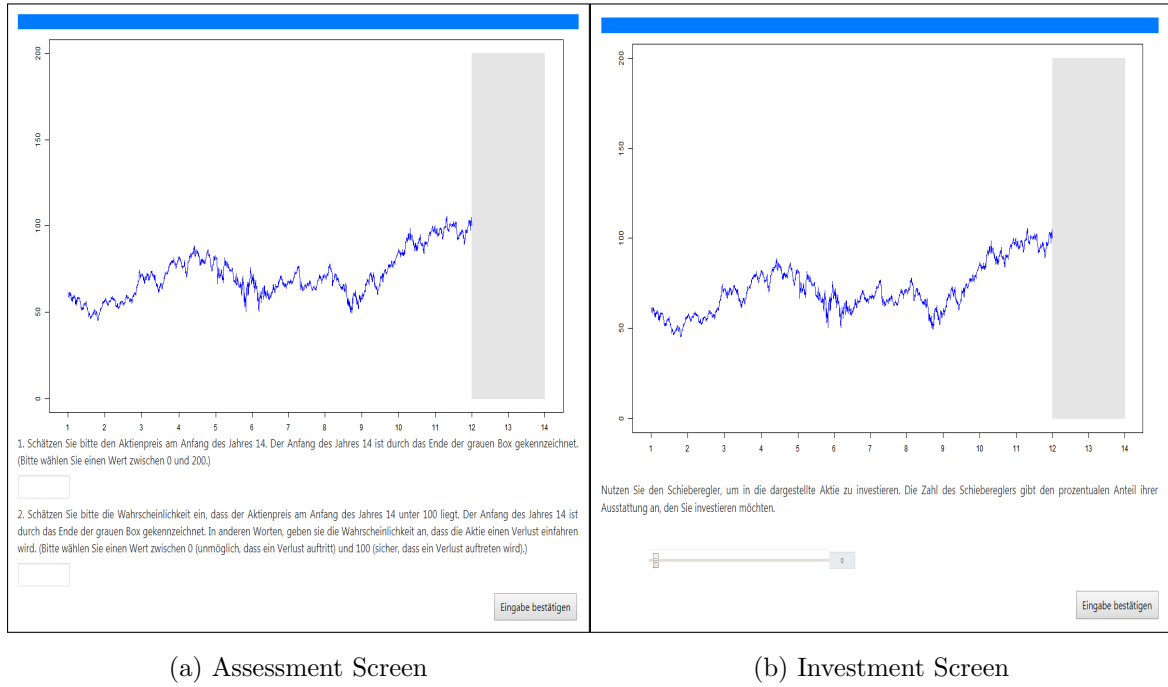 200
150
100
50
0
1 2 3 4 5 6 7 8 9 10 11 12 13 14
1. Schätzen Sie bitte den Aktienpreis am Anfang des Jahres 14. Der Anfang des Jahres 14 ist durch das Ende der grauen Box gekennzeichnet.
(Bitte wählen Sie einen Wert zwischen 0 und 200.)
2. Schätzen Sie bitte die Wahrscheinlichkeit ein, dass der Aktienpreis am Anfang des Jahres 14 unter 100 liegt. Der Anfang des Jahres 14 ist
durch das Ende der grauen Box gekennzeichnet. In anderen Worten, geben sie die Wahrscheinlichkeit an, dass die Aktie einen Verlust einfahren
wird. (Bitte wählen Sie einen Wert zwischen 0 (unmöglich, dass ein Verlust auftritt) und 100 (sicher, dass ein Verlust auftreten wird).)
Eingabe bestätigen
(a) Assessment Screen
200
150
100
50
0
1 2 3 4 5 6 7 8 9 10 11 12 13 14
Nutzen Sie den Schieberegler, um in die dargestellte Aktie zu investieren. Die Zahl des Schiebereglers gibt den prozentualen Anteil ihrer
Ausstattung an, den Sie investieren möchten.
0
Eingabe bestätigen
(b) Investment Screen